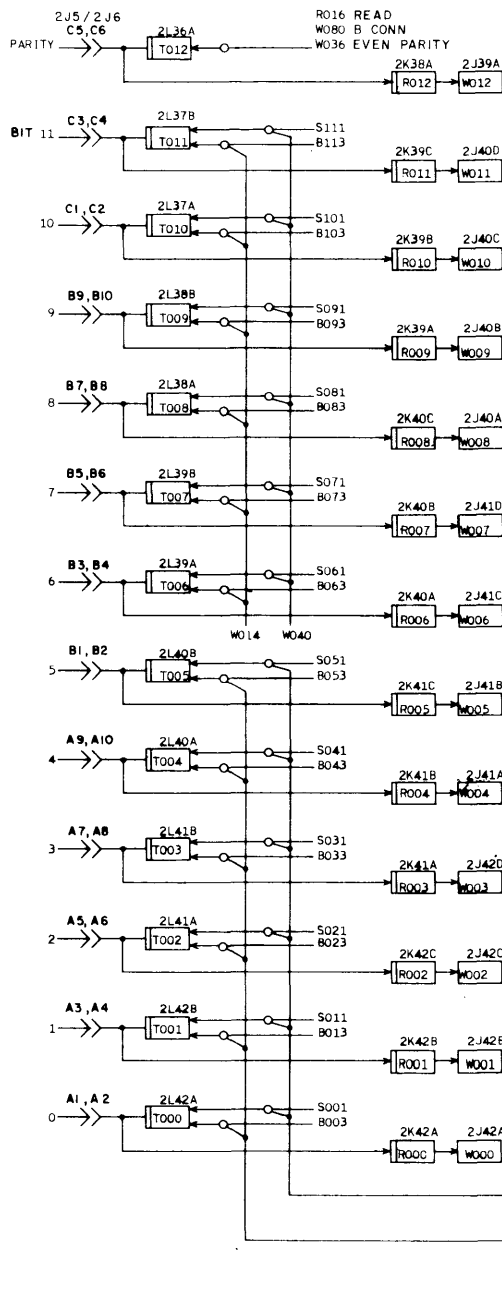 2J5/2J6
C5,C6
PARITY
2L36A
T012
R016 READ
W080 B CONN
W036 EVEN PARITY
2K38A
2J39A
R012
W012
BIT 11
C3,C4
2L37B
T011
S111
B113
2K39C
2J40D
R011
W011
10
C1,C2
2L37A
T010
S101
B103
2K39B
2J40C
R010
W010
9
B9,B10
2L38B
T009
S091
B093
2K39A
2J40B
R009
W009
8
B7,B8
2L38A
T008
S081
B083
2K40C
2J40A
R008
W008
7
B5,B6
2L39B
T007
S071
B073
2K40B
2J41D
R007
W007
6
B3,B4
2L39A
T006
S061
B063
2K40A
2J41C
R006
W006
W014 W040
5
B1,B2
2L40B
T005
S051
B053
2K41C
2J41B
R005
W005
4
A9,A10
2L40A
T004
S041
B043
2K41B
2J41A
R004
W004
3
A7,A8
2L41B
T003
S031
B033
2K41A
2J42D
R003
W003
2
A5,A6
2L41A
T002
S021
B023
2K42C
2J42C
R002
W002
1
A3,A4
2L42B
T001
S011
B013
2K42B
2J42B
R001
W001
0
A1,A2
2L42A
T000
S001
B003
2K42A
2J42A
R000
W000